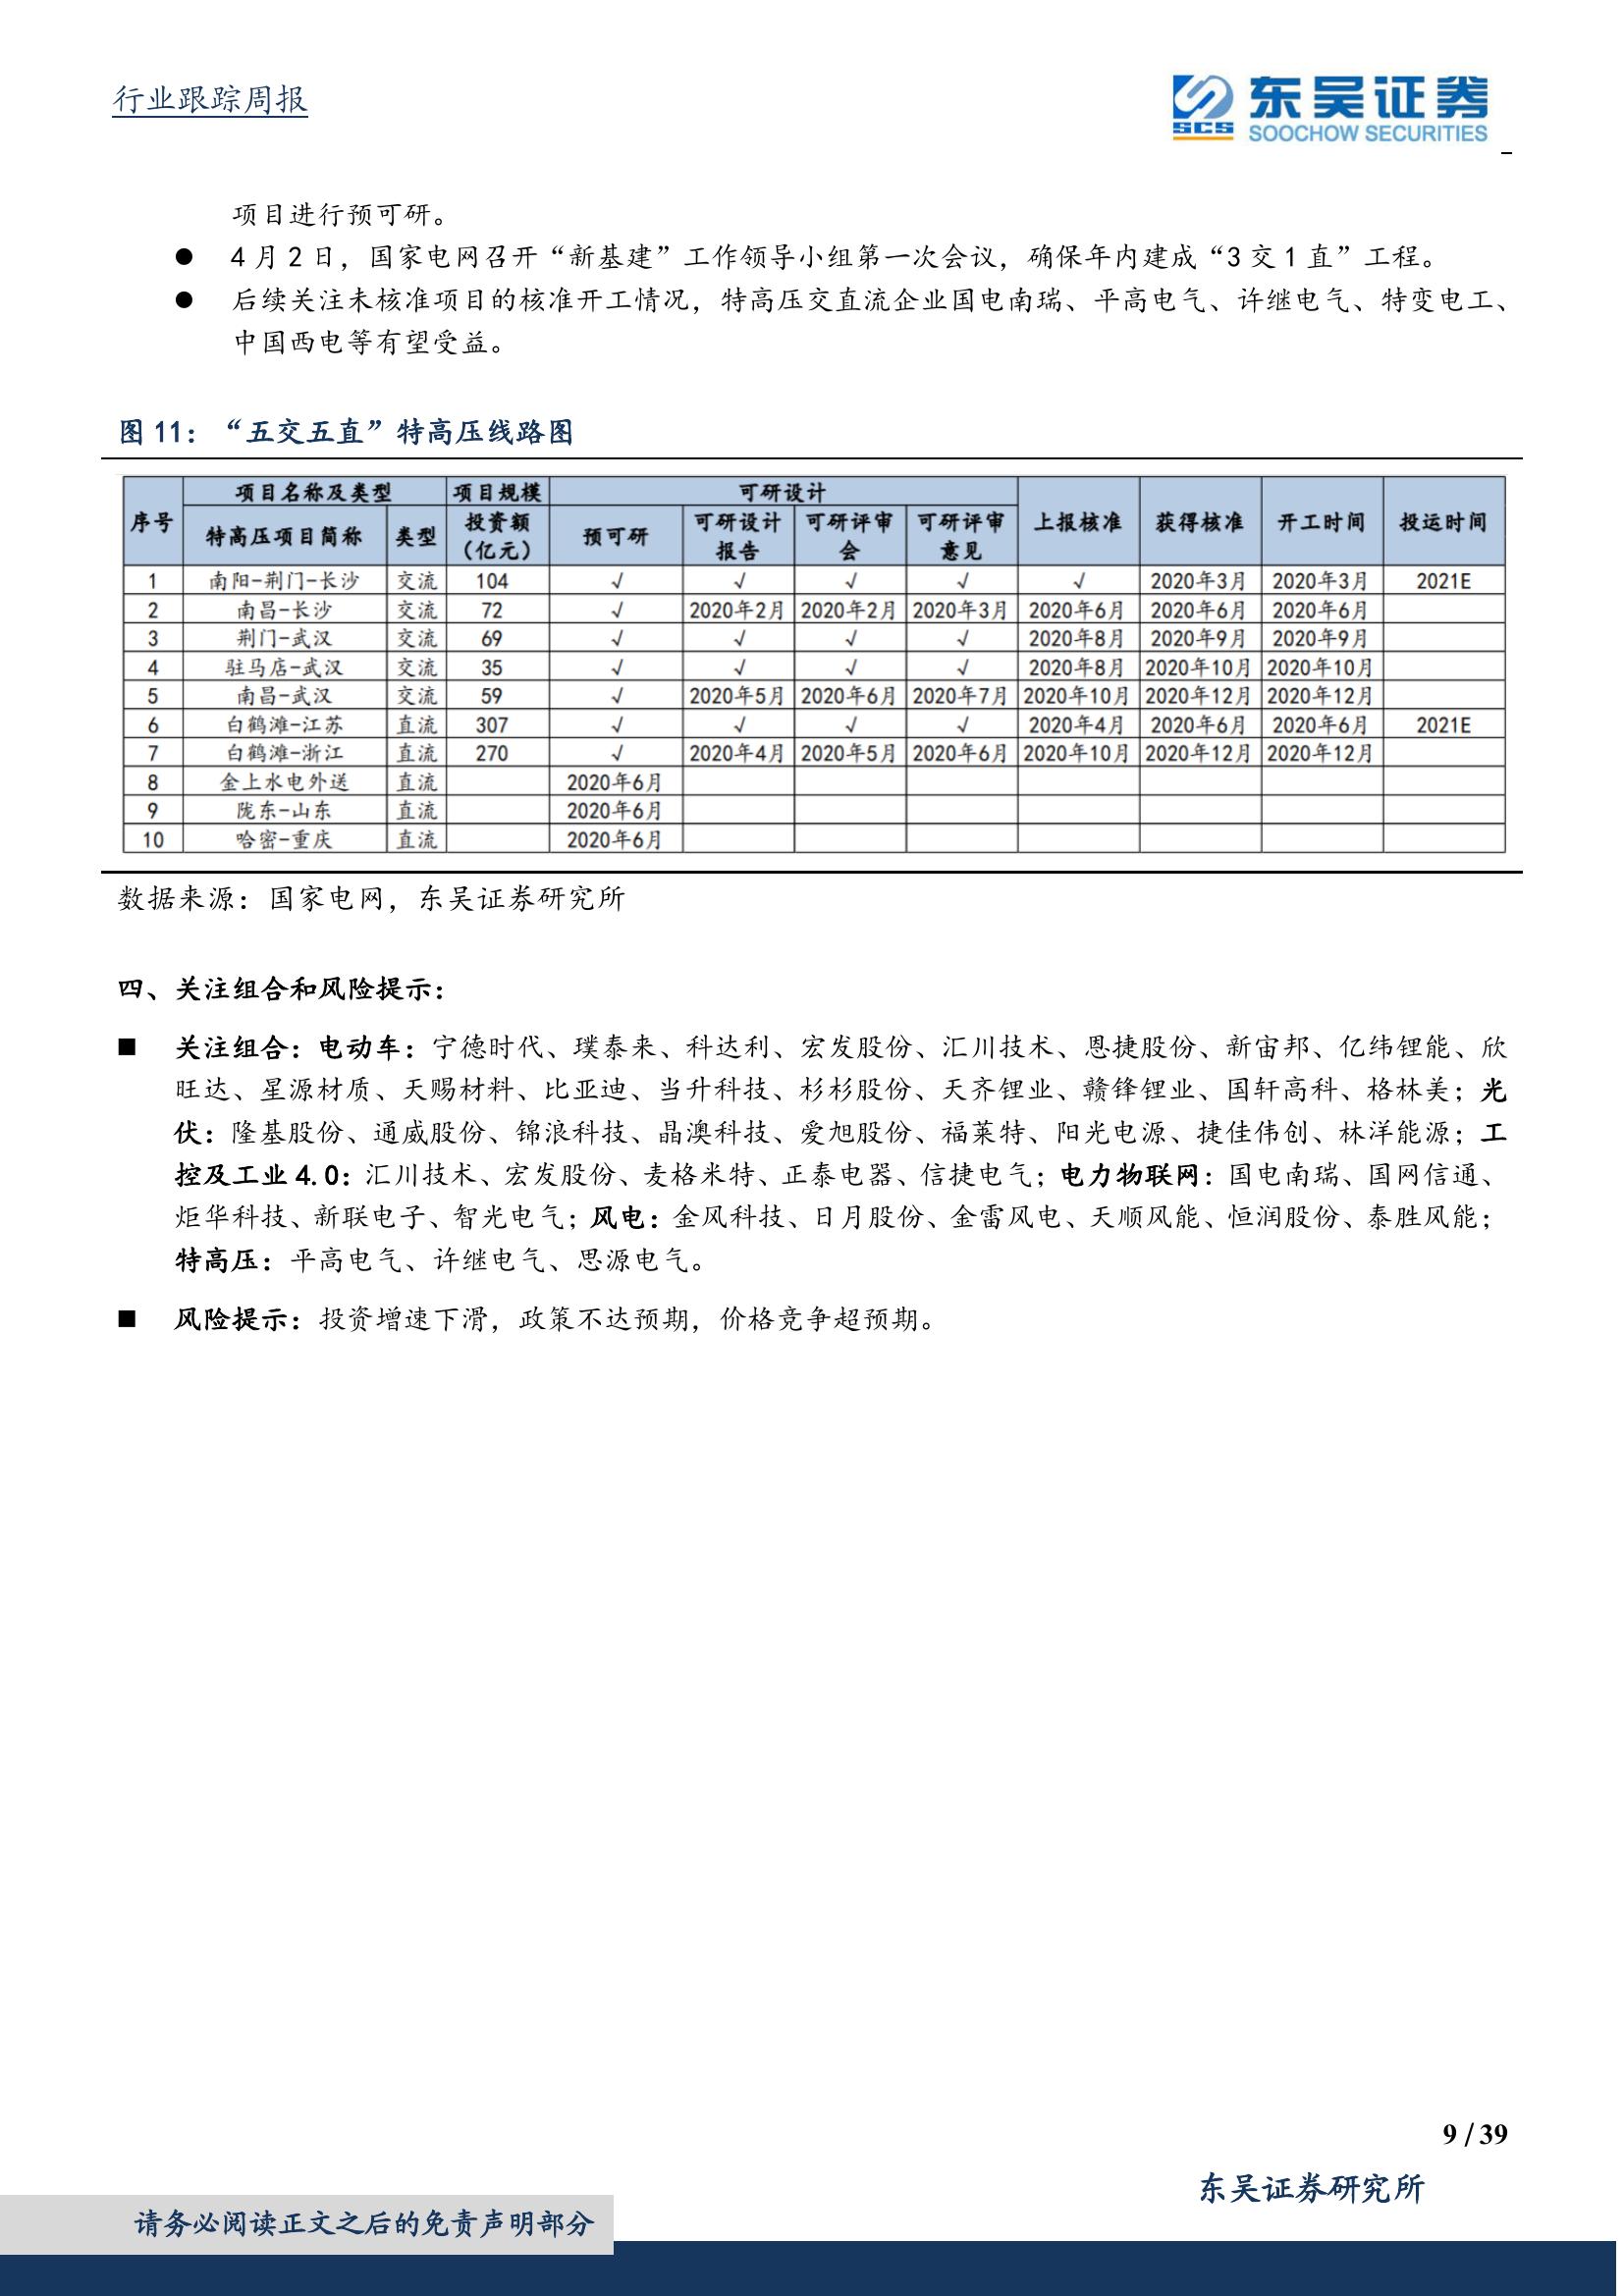 行业跟踪周报
SCS 东吴证券
SOOCHOW SECURITIES
项目进行预可研。
● 4 月 2 日，国家电网召开“新基建”工作领导小组第一次会议，确保年内建成“3 交 1 直”工程。
● 后续关注未核准项目的核准开工情况，特高压交直流企业国电南瑞、平高电气、许继电气、特变电工、
中国西电等有望受益。
图 11：“五交五直”特高压线路图
序号 项目名称及类型 项目规模 可研设计 上报核准 获得核准 开工时间 投运时间
特高压项目简称 类型 投资额（亿元） 预可研 可研设计报告 可研评审会 可研评审意见
1 南阳-荆门-长沙 交流 104 √ √ √ √ √ 2020年3月 2020年3月 2021E
2 南昌-长沙 交流 72 √ 2020年2月 2020年2月 2020年3月 2020年6月 2020年6月 2020年6月
3 荆门-武汉 交流 69 √ √ √ √ 2020年8月 2020年9月 2020年9月
4 驻马店-武汉 交流 35 √ √ √ √ 2020年8月 2020年10月 2020年10月
5 南昌-武汉 交流 59 √ 2020年5月 2020年6月 2020年7月 2020年10月 2020年12月 2020年12月
6 白鹤滩-江苏 直流 307 √ √ √ √ 2020年4月 2020年6月 2020年6月 2021E
7 白鹤滩-浙江 直流 270 √ 2020年4月 2020年5月 2020年6月 2020年10月 2020年12月 2020年12月
8 金上水电外送 直流 2020年6月
9 陇东-山东 直流 2020年6月
10 哈密-重庆 直流 2020年6月
数据来源：国家电网，东吴证券研究所
四、关注组合和风险提示：
■ 关注组合：电动车：宁德时代、璞泰来、科达利、宏发股份、汇川技术、恩捷股份、新宙邦、亿纬锂能、欣
旺达、星源材质、天赐材料、比亚迪、当升科技、杉杉股份、天齐锂业、赣锋锂业、国轩高科、格林美；光
伏：隆基股份、通威股份、锦浪科技、晶澳科技、爱旭股份、福莱特、阳光电源、捷佳伟创、林洋能源；工
控及工业 4.0：汇川技术、宏发股份、麦格米特、正泰电器、信捷电气；电力物联网：国电南瑞、国网信通、
炬华科技、新联电子、智光电气；风电：金风科技、日月股份、金雷风电、天顺风能、恒润股份、泰胜风能；
特高压：平高电气、许继电气、思源电气。
■ 风险提示：投资增速下滑，政策不达预期，价格竞争超预期。
9 / 39
东吴证券研究所
请务必阅读正文之后的免责声明部分